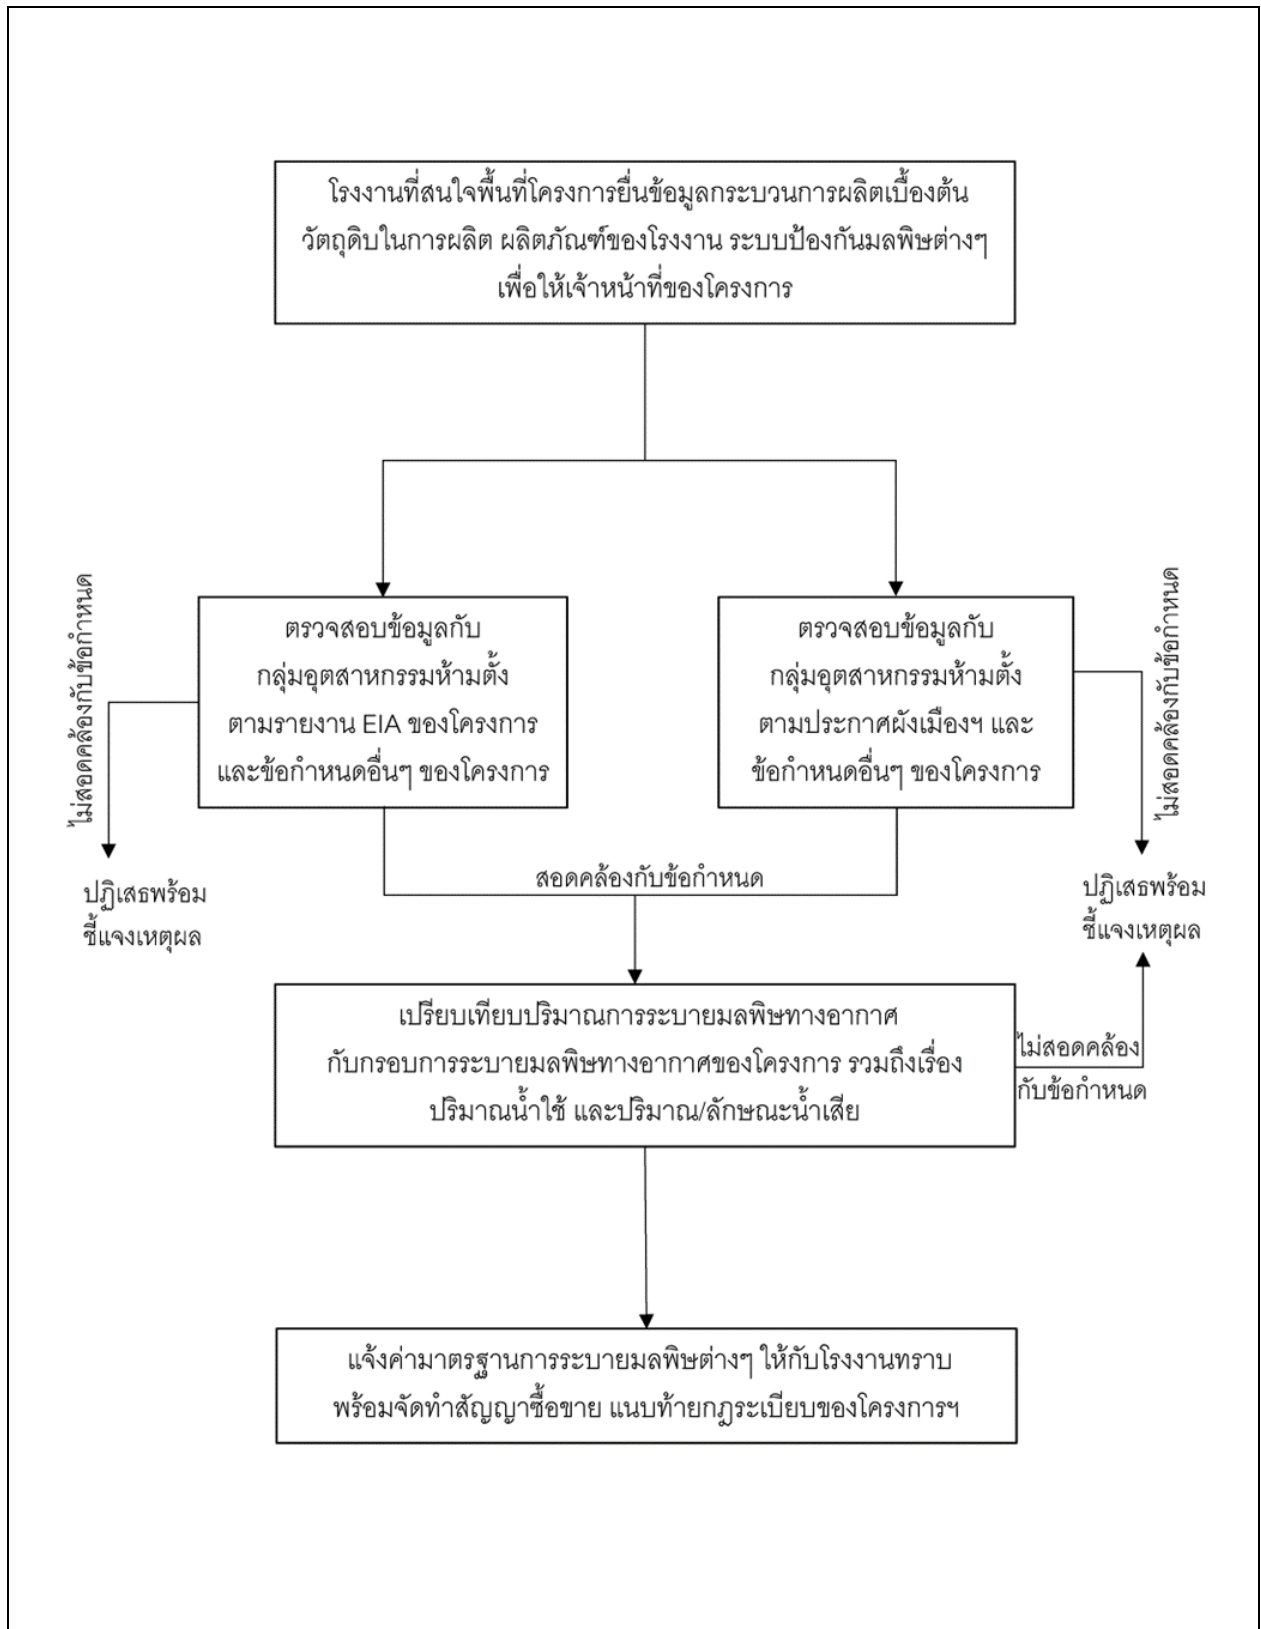 โรงงานที่สนใจพื้นที่โครงการยื่นข้อมูลกระบวนการผลิตเบื้องต้น
วัตถุดิบในการผลิต ผลิตภัณฑ์ของโรงงาน ระบบป้องกันมลพิษต่างๆ
เพื่อให้เจ้าหน้าที่ของโครงการ
ไม่สอดคล้องกับข้อกำหนด
ตรวจสอบข้อมูลกับ
กลุ่มอุตสาหกรรมห้ามตั้ง
ตามรายงาน EIA ของโครงการ
และข้อกำหนดอื่นๆ ของโครงการ
ตรวจสอบข้อมูลกับ
กลุ่มอุตสาหกรรมห้ามตั้ง
ตามประกาศผังเมืองฯ และ
ข้อกำหนดอื่นๆ ของโครงการ
ไม่สอดคล้องกับข้อกำหนด
สอดคล้องกับข้อกำหนด
ปฏิเสธพร้อม
ชี้แจงเหตุผล
ปฏิเสธพร้อม
ชี้แจงเหตุผล
เปรียบเทียบปริมาณการระบายมลพิษทางอากาศ
กับกรอบการระบายมลพิษทางอากาศของโครงการ รวมถึงเรื่อง
ปริมาณน้ำใช้ และปริมาณ/ลักษณะน้ำเสีย
ไม่สอดคล้อง
กับข้อกำหนด
แจ้งค่ามาตรฐานการระบายมลพิษต่างๆ ให้กับโรงงานทราบ
พร้อมจัดทำสัญญาซื้อขาย แนบท้ายกฎระเบียบของโครงการฯ